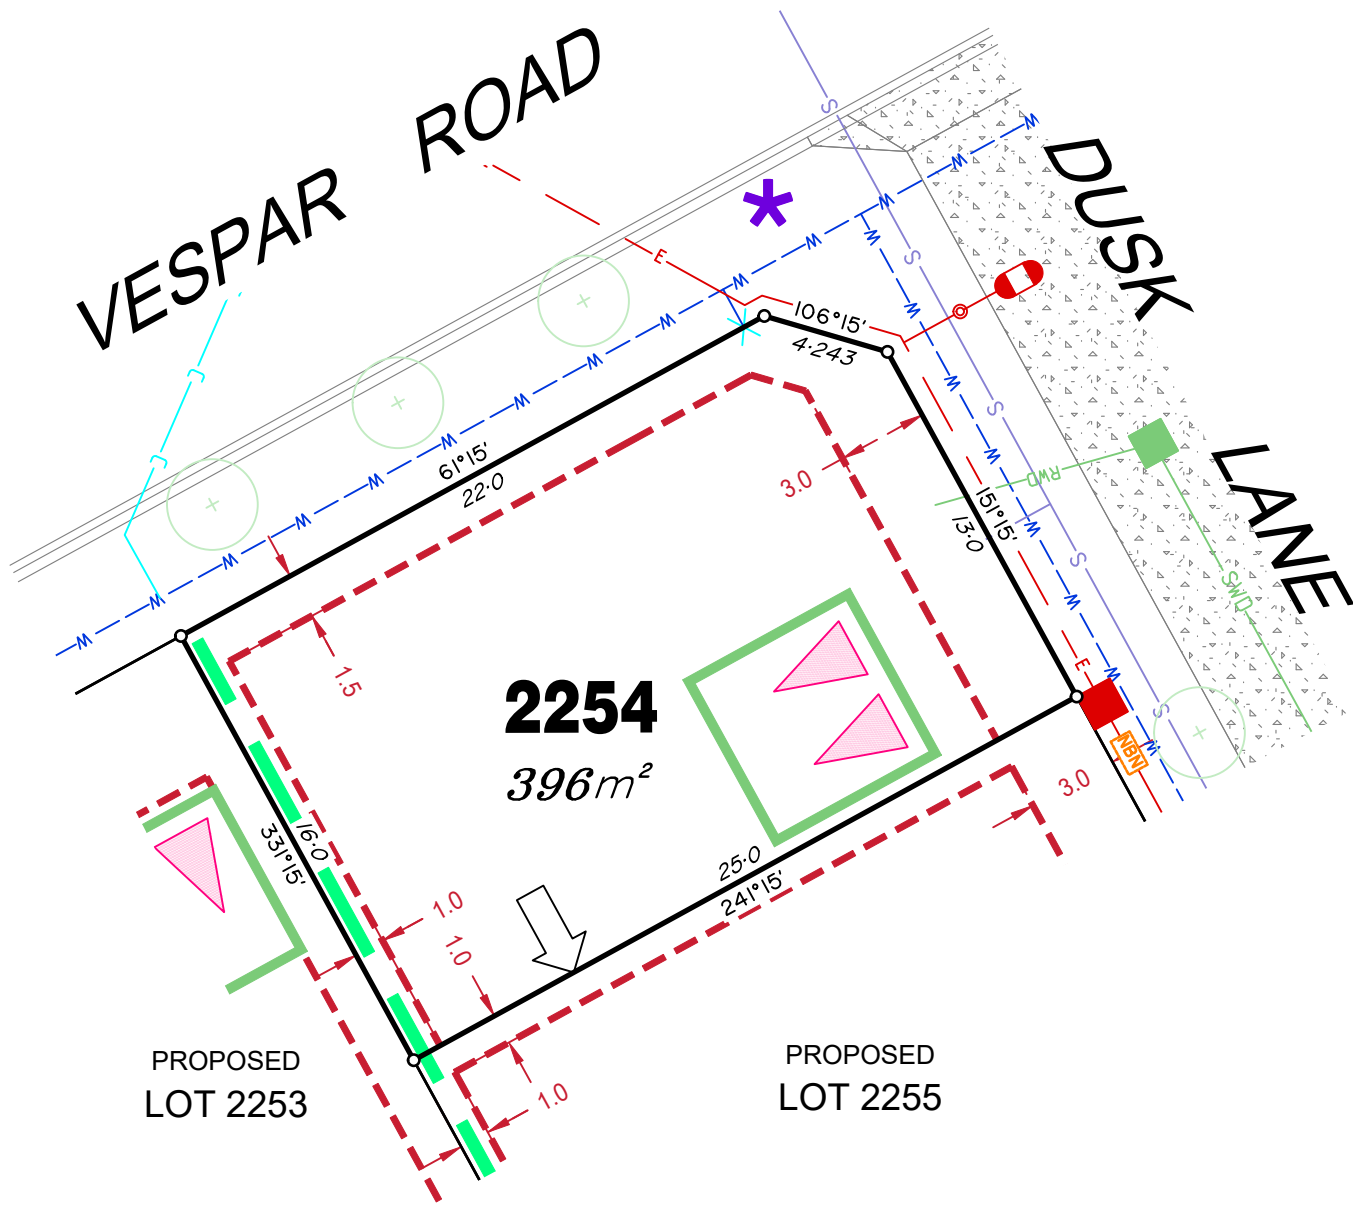 VESPAR ROAD
DUSK LANE
S
W
W
W
S
W
W
E
W
106°15'
4·243
W
W
W
W
S
W
W
W
61°15'
22·0
3.0
W
W
RWD
151°15'
13·0
W
W
S
W
W
SWD
W
E
W
S
W
NBN
3.0
1.5
2254
396m²
16·0
331°15'
25·0
241°15'
1.0
1.0
1.0
PROPOSED
LOT 2253
PROPOSED
LOT 2255